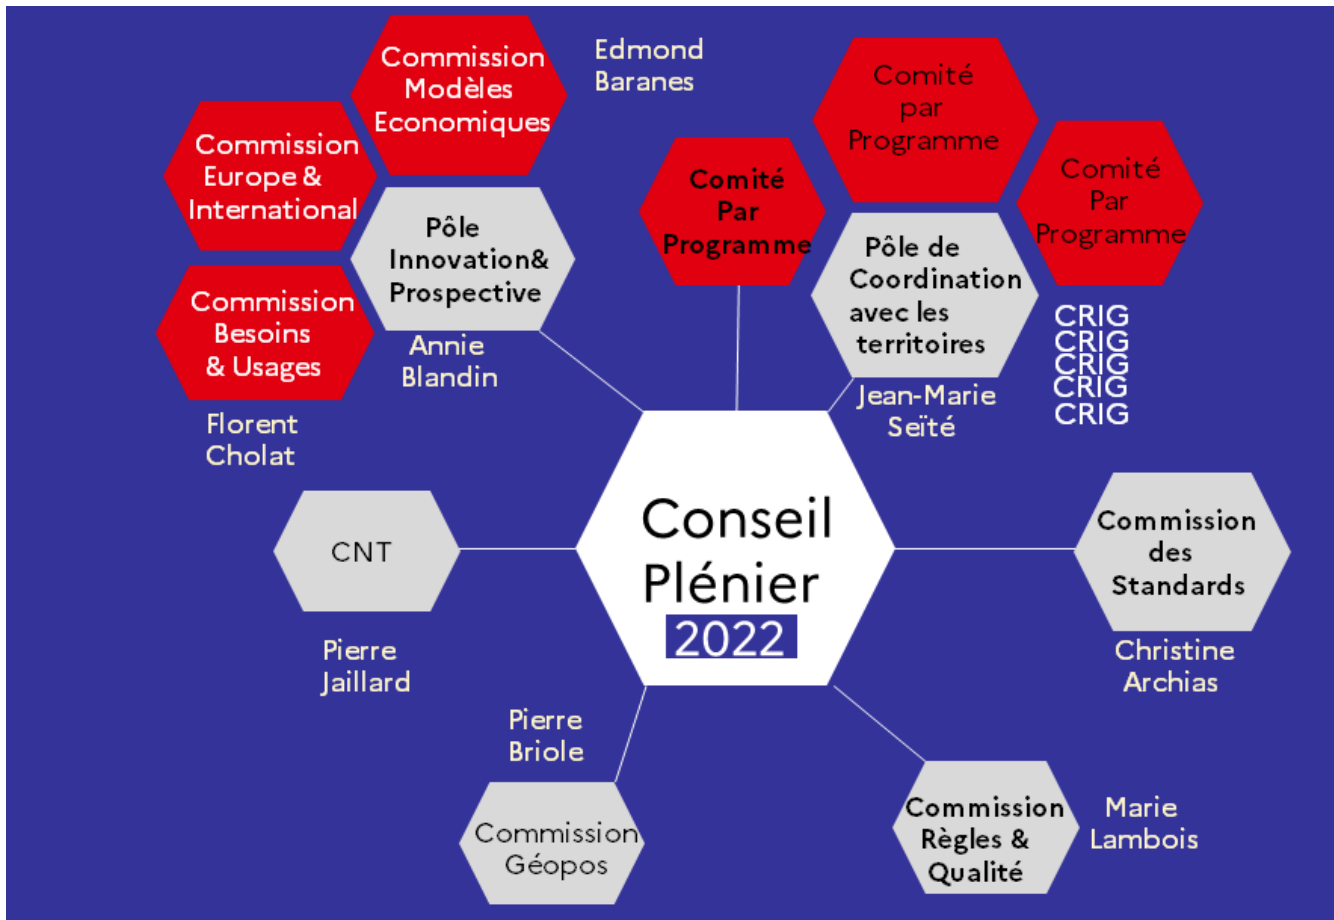 Commission
Modèles
Economiques
Edmond
Baranes
Commission
Europe &
International
Pôle
Innovation&
Prospective
Commission
Besoins
& Usages
Annie
Blandin
Florent
Cholat
Comité
Par
Programme
Comité
par
Programme
Comité
Par
Programme
Pôle de
Coordination
avec les
territoires
Jean-Marie
Seïté
CRIG
CRIG
CRIG
CRIG
CRIG
CNT
Pierre
Jaillard
Conseil
Plénier
2022
Commission
des
Standards
Christine
Archias
Pierre
Briole
Commission
Géopos
Commission
Règles &
Qualité
Marie
Lambois